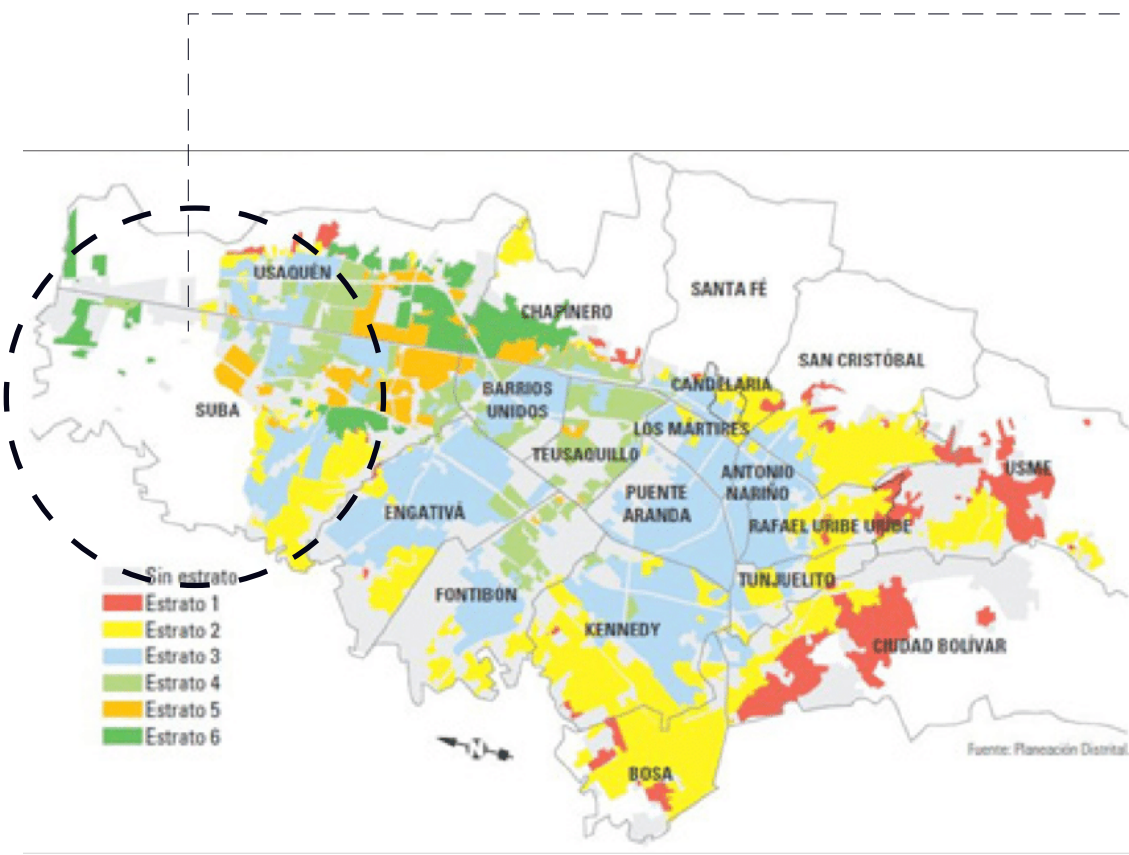 USAQUÉN
CHAPINERO
SANTA FÉ
SAN CRISTÓBAL
CANDELARIA
BARRIOS
UNIDOS
SUBA
LOS MÁRTIRES
TEUSAQUILLO
ANTONIO
NARIÑO
USME
PUENTE
ARANDA
ENGATIVÁ
RAFAEL URIBE URIBE
TUNJUELITO
FONTIBÓN
KENNEDY
CIUDAD BOLÍVAR
BOSA
Sin estrato
Estrato 1
Estrato 2
Estrato 3
Estrato 4
Estrato 5
Estrato 6
N
Fuente: Planeación Distrital.